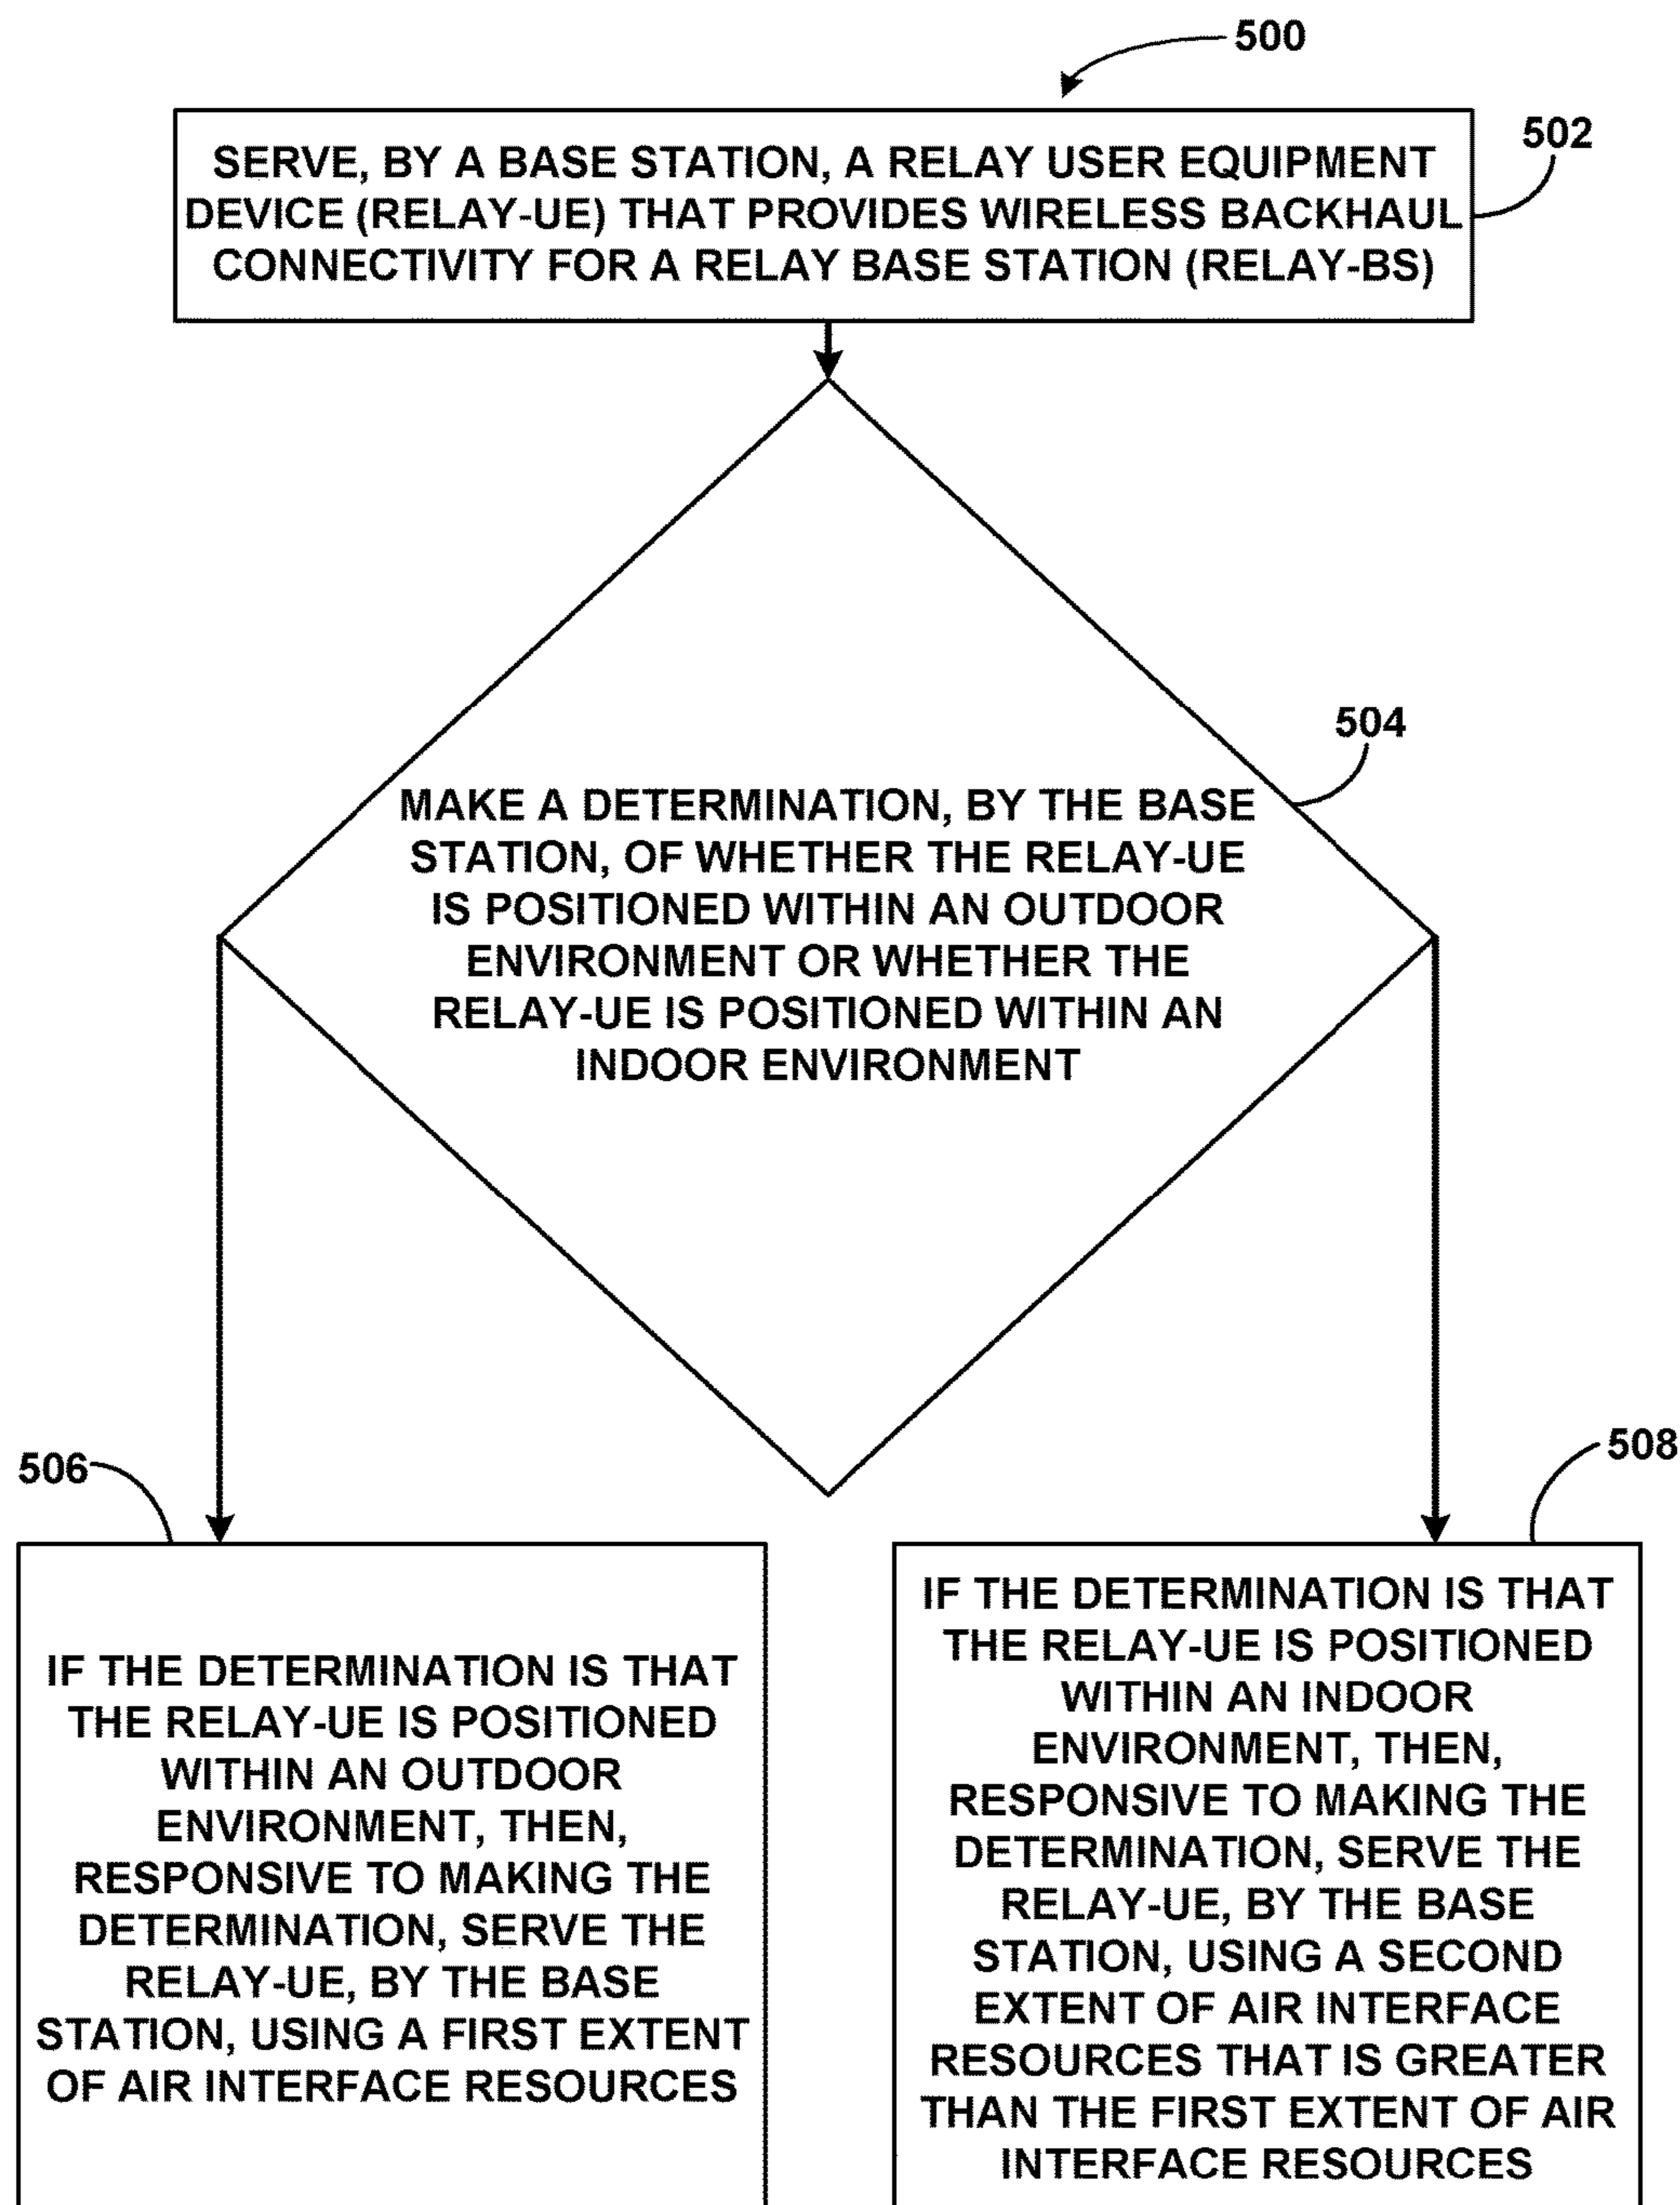 500
502
SERVE, BY A BASE STATION, A RELAY USER EQUIPMENT
DEVICE (RELAY-UE) THAT PROVIDES WIRELESS BACKHAUL
CONNECTIVITY FOR A RELAY BASE STATION (RELAY-BS)
504
MAKE A DETERMINATION, BY THE BASE
STATION, OF WHETHER THE RELAY-UE
IS POSITIONED WITHIN AN OUTDOOR
ENVIRONMENT OR WHETHER THE
RELAY-UE IS POSITIONED WITHIN AN
INDOOR ENVIRONMENT
506
IF THE DETERMINATION IS THAT
THE RELAY-UE IS POSITIONED
WITHIN AN OUTDOOR
ENVIRONMENT, THEN,
RESPONSIVE TO MAKING THE
DETERMINATION, SERVE THE
RELAY-UE, BY THE BASE
STATION, USING A FIRST EXTENT
OF AIR INTERFACE RESOURCES
508
IF THE DETERMINATION IS THAT
THE RELAY-UE IS POSITIONED
WITHIN AN INDOOR
ENVIRONMENT, THEN,
RESPONSIVE TO MAKING THE
DETERMINATION, SERVE THE
RELAY-UE, BY THE BASE
STATION, USING A SECOND
EXTENT OF AIR INTERFACE
RESOURCES THAT IS GREATER
THAN THE FIRST EXTENT OF AIR
INTERFACE RESOURCES